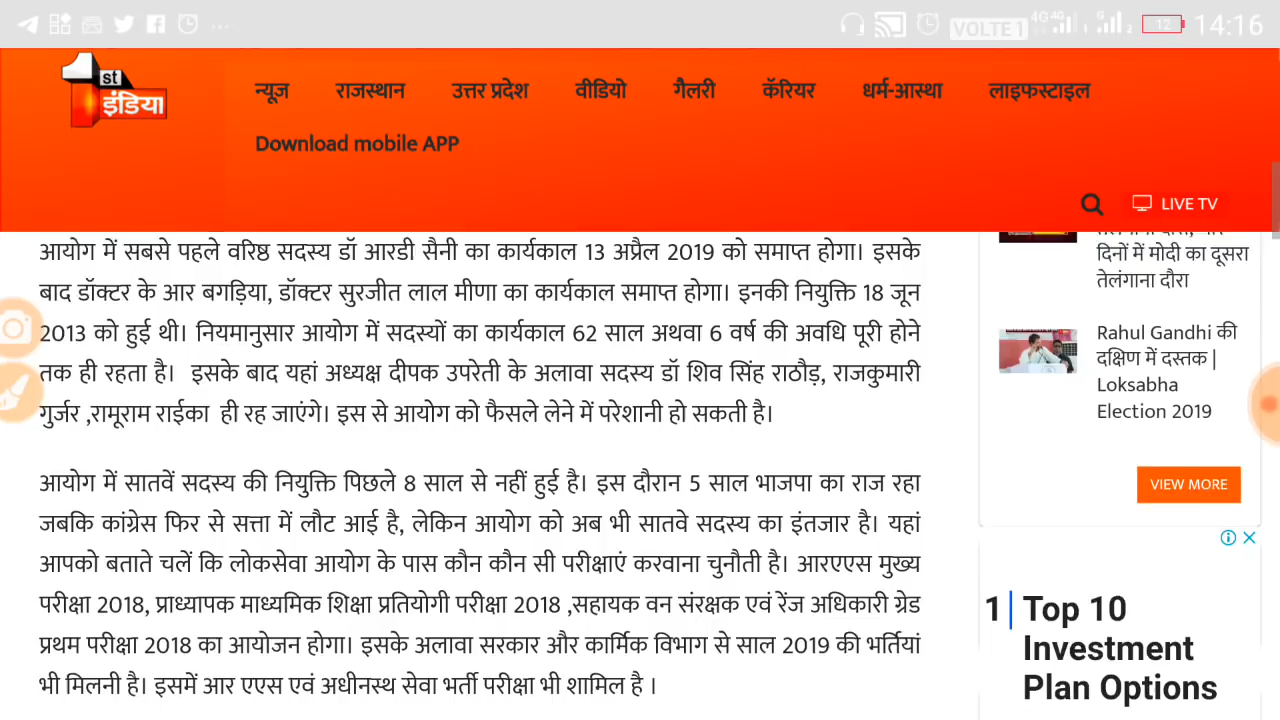 VOLTE 1 4G 4G 1 G 2 12 14:16
1st
इंडिया
न्यूज़ राजस्थान उत्तर प्रदेश वीडियो गैलरी कॅरियर धर्म-आस्था लाइफस्टाइल
Download mobile APP
LIVE TV
आयोग में सबसे पहले वरिष्ठ सदस्य डॉ आरडी सैनी का कार्यकाल 13 अप्रैल 2019 को समाप्त होगा। इसके
बाद डॉक्टर के आर बगड़िया, डॉक्टर सुरजीत लाल मीणा का कार्यकाल समाप्त होगा। इनकी नियुक्ति 18 जून
2013 को हुई थी। नियमानुसार आयोग में सदस्यों का कार्यकाल 62 साल अथवा 6 वर्ष की अवधि पूरी होने
तक ही रहता है। इसके बाद यहां अध्यक्ष दीपक उपरेती के अलावा सदस्य डॉ शिव सिंह राठौड़, राजकुमारी
गुर्जर ,रामूराम राईका ही रह जाएंगे। इस से आयोग को फैसले लेने में परेशानी हो सकती है।
आयोग में सातवें सदस्य की नियुक्ति पिछले 8 साल से नहीं हुई है। इस दौरान 5 साल भाजपा का राज रहा
जबकि कांग्रेस फिर से सत्ता में लौट आई है, लेकिन आयोग को अब भी सातवे सदस्य का इंतजार है। यहां
आपको बताते चलें कि लोकसेवा आयोग के पास कौन कौन सी परीक्षाएं करवाना चुनौती है। आरएएस मुख्य
परीक्षा 2018, प्राध्यापक माध्यमिक शिक्षा प्रतियोगी परीक्षा 2018 ,सहायक वन संरक्षक एवं रेंज अधिकारी ग्रेड
प्रथम परीक्षा 2018 का आयोजन होगा। इसके अलावा सरकार और कार्मिक विभाग से साल 2019 की भर्तियां
भी मिलनी है। इसमें आर एएस एवं अधीनस्थ सेवा भर्ती परीक्षा भी शामिल है ।
दिनों में मोदी का दूसरा
तेलंगाना दौरा
Rahul Gandhi की
दक्षिण में दस्तक |
Loksabha
Election 2019
VIEW MORE
1 Top 10
Investment
Plan Options